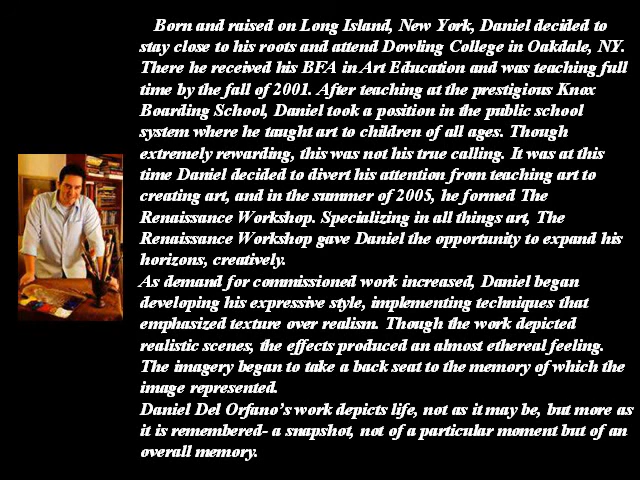 Born and raised on Long Island, New York, Daniel decided to
stay close to his roots and attend Dowling College in Oakdale, NY.
There he received his BFA in Art Education and was teaching full
time by the fall of 2001. After teaching at the prestigious Knox
Boarding School, Daniel took a position in the public school
system where he taught art to children of all ages. Though
extremely rewarding, this was not his true calling. It was at this
time Daniel decided to divert his attention from teaching art to
creating art, and in the summer of 2005, he formed The
Renaissance Workshop. Specializing in all things art, The
Renaissance Workshop gave Daniel the opportunity to expand his
horizons, creatively.
As demand for commissioned work increased, Daniel began
developing his expressive style, implementing techniques that
emphasized texture over realism. Though the work depicted
realistic scenes, the effects produced an almost ethereal feeling.
The imagery began to take a back seat to the memory of which the
image represented.
Daniel Del Orfano’s work depicts life, not as it may be, but more as
it is remembered- a snapshot, not of a particular moment but of an
overall memory.